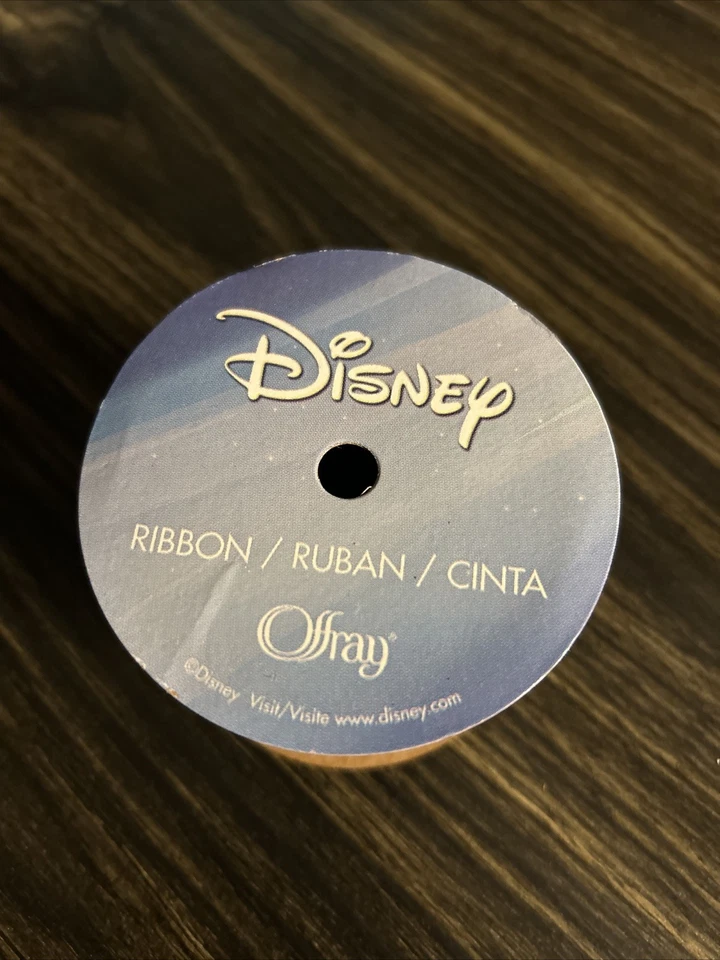 Disney
RIBBON / RUBAN / CINTA
Offray®
©Disney Visit/Visite www.disney.com